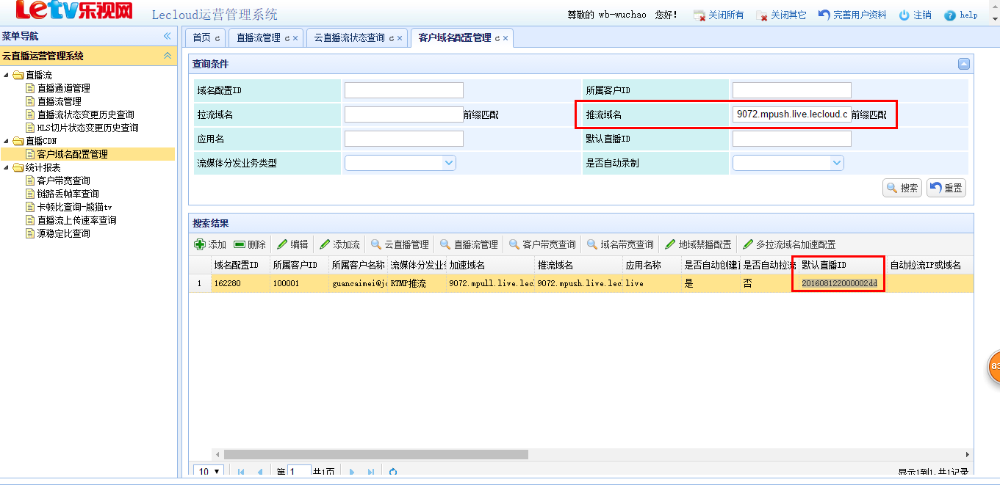 Letv乐视网 Lecloud运营管理系统 尊敬的 wb-wuchao 您好! 关闭所有 关闭其它 完善用户资料 注销 help
菜单导航
云直播运营管理系统
直播流
直播通道管理
直播流管理
直播流状态变更历史查询
HLS切片状态变更历史查询
直播CDN
客户域名配置管理
统计报表
客户带宽查询
链路丢帧率查询
卡顿比查询-熊猫tv
直播流上传速率查询
源稳定比查询
首页 直播流管理 云直播流状态查询 客户域名配置管理
查询条件
域名配置ID 所属客户ID
拉流域名 前缀匹配 推流域名 9072.mpush.live.lecloud.c 前缀匹配
应用名 默认直播ID
流媒体分发业务类型 是否自动录制
搜索 重置
搜索结果
添加 删除 编辑 添加流 云直播管理 直播流管理 客户带宽查询 域名带宽查询 地域禁播配置 多拉流域名加速配置
域名配置ID 所属客户ID 所属客户名称 流媒体分发业务 加速域名 推流域名 应用名称 是否自动创建直 是否自动拉流 默认直播ID 自动拉流IP或域名
1 162280 100001 guancaimei@jc RTMP推流 9072.mpull.live.lecl 9072.mpush.live.lecl live 是 否 201608122000002dd
10 第 1 共1页 显示1到1,共1记录
83